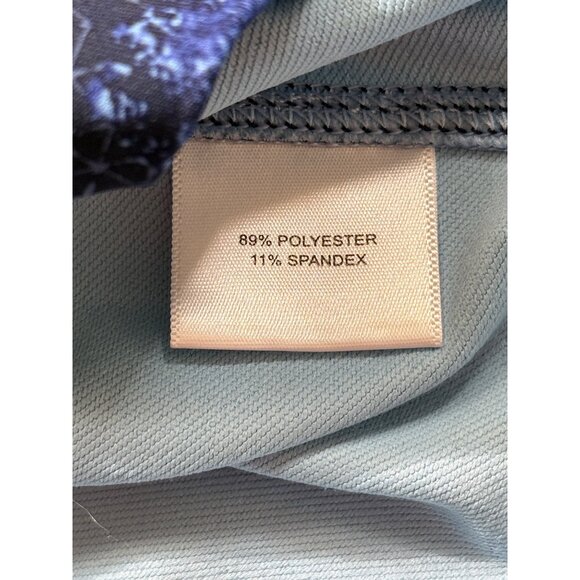 89% POLYESTER
11% SPANDEX